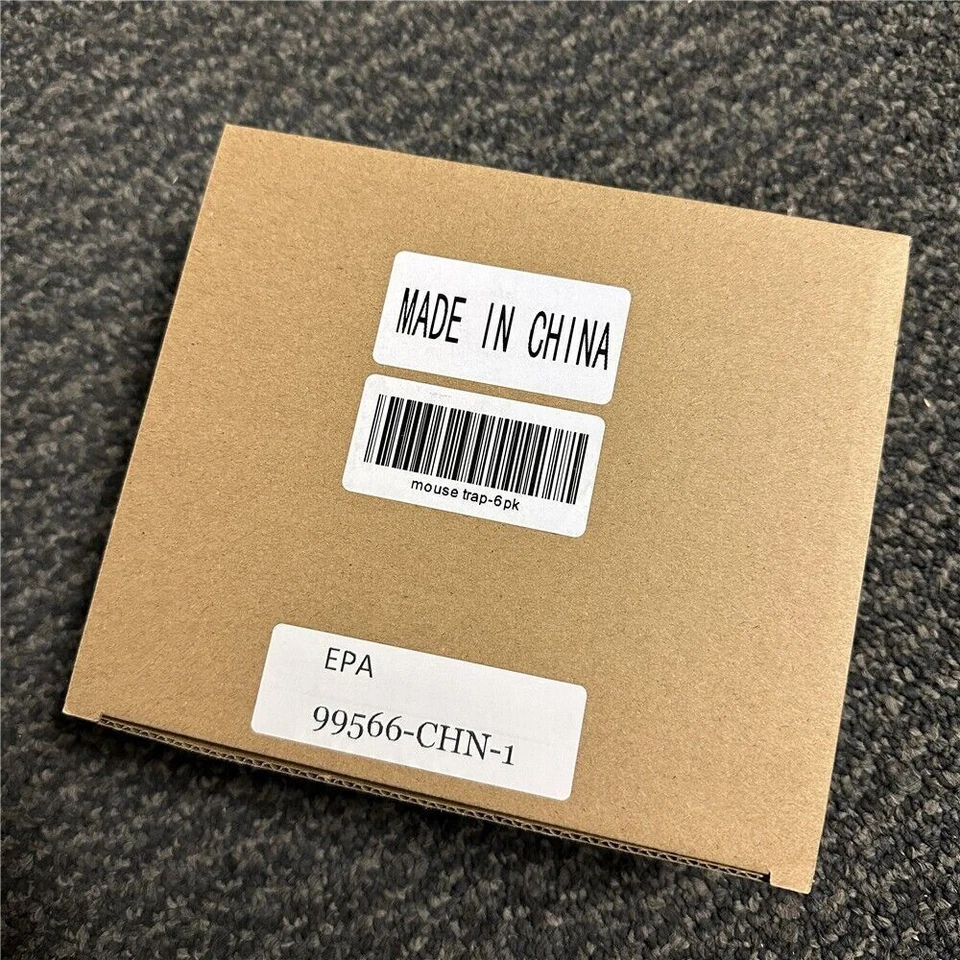 MADE IN CHINA
mouse trap-6pk
EPA
99566-CHN-1